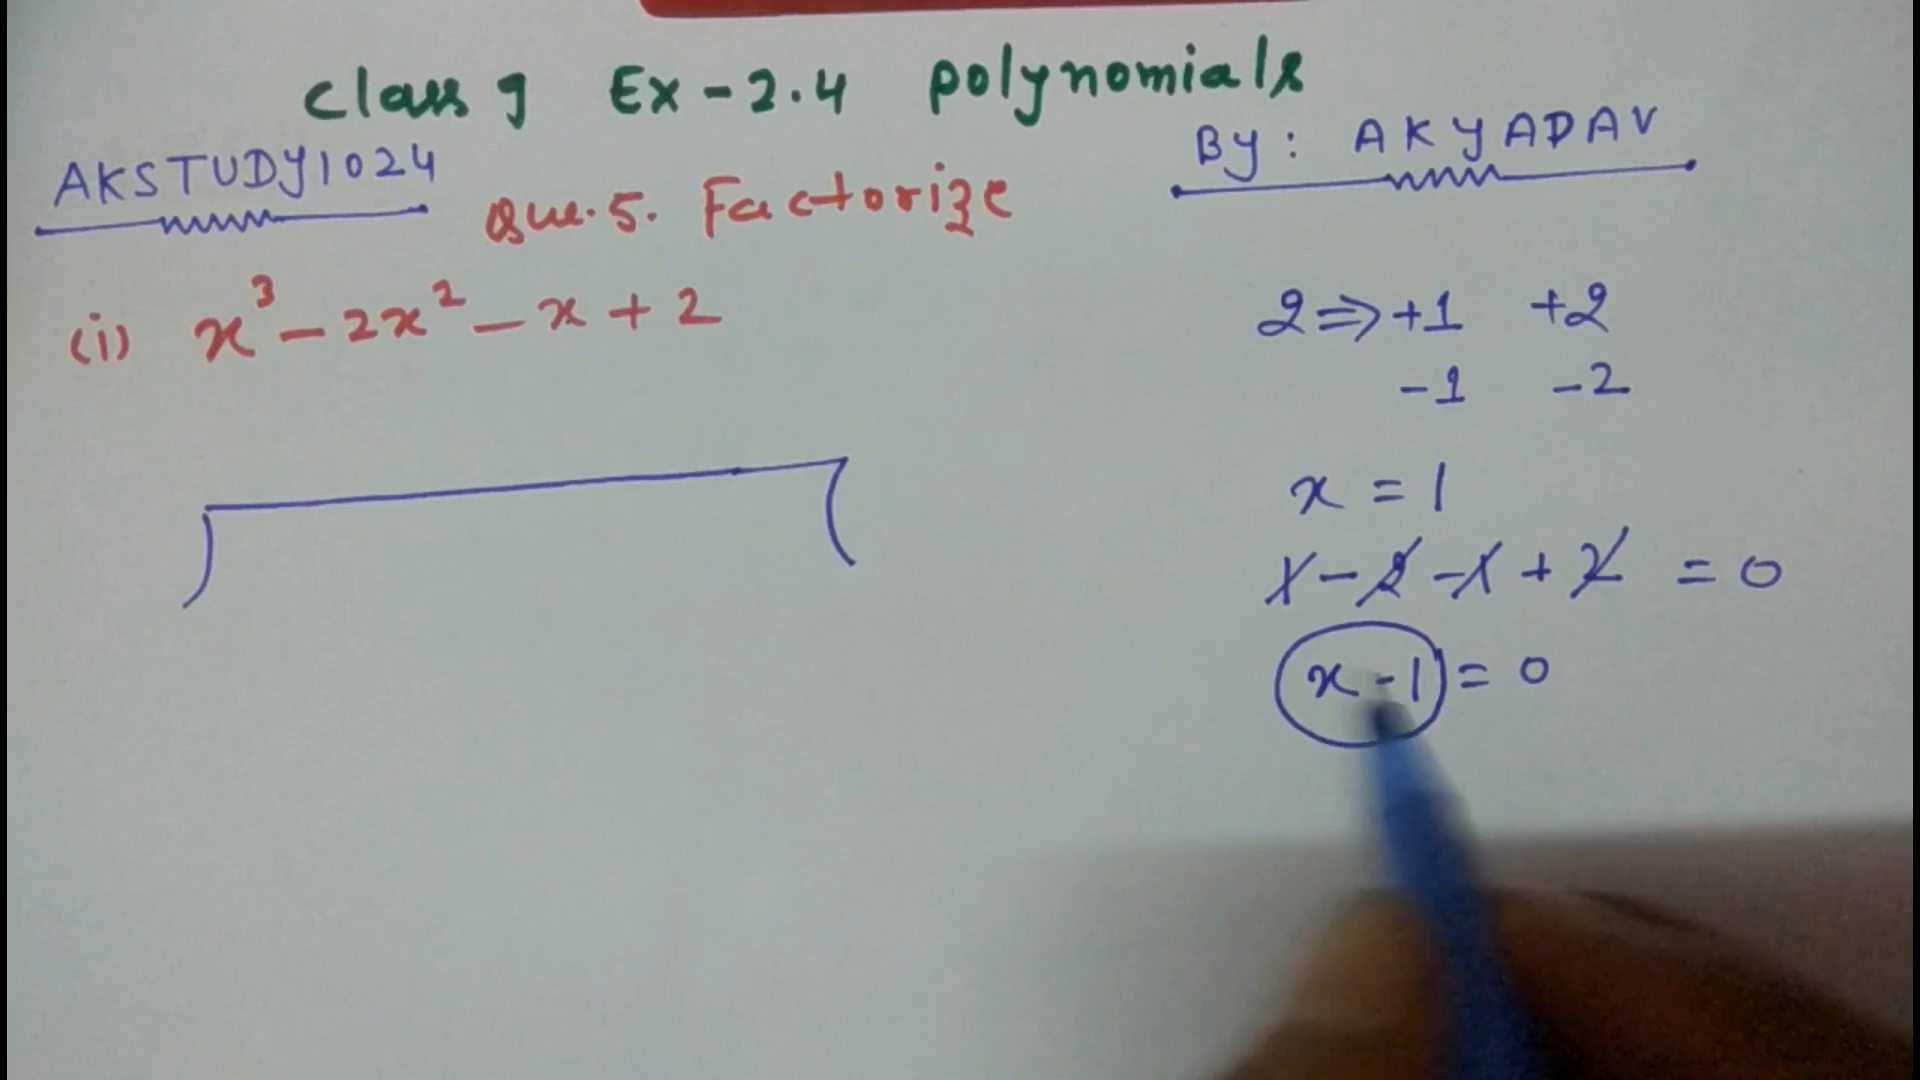 Class 9 Ex-2.4 polynomials
AKSTUDY1024
By: AKYADAV
Que.5. Factorize
(i) x³ - 2x² - x + 2
2 ⇒ +1 +2
-1 -2
x = 1
1 - 2 - 1 + 2 = 0
x - 1 = 0